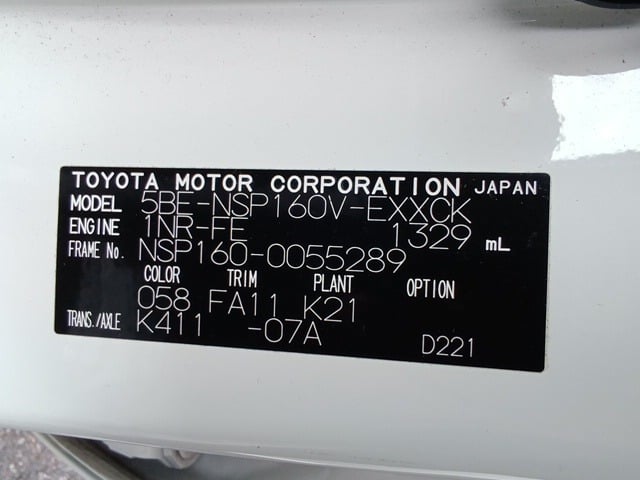 TOYOTA MOTOR CORPORATION JAPAN
MODEL 5BE-NSP160V-EXXCK
ENGINE 1NR-FE 1329 mL
FRAME No. NSP160-0055289
COLOR TRIM PLANT OPTION
058 FA11 K21
TRANS./AXLE K411 -07A
D221